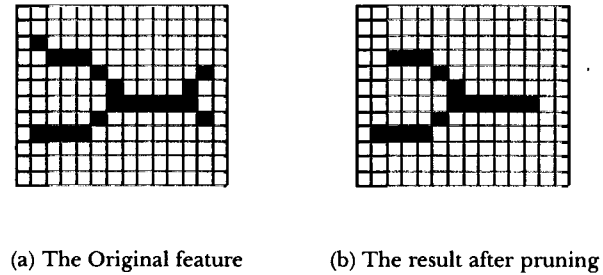 (a) The Original feature
(b) The result after pruning